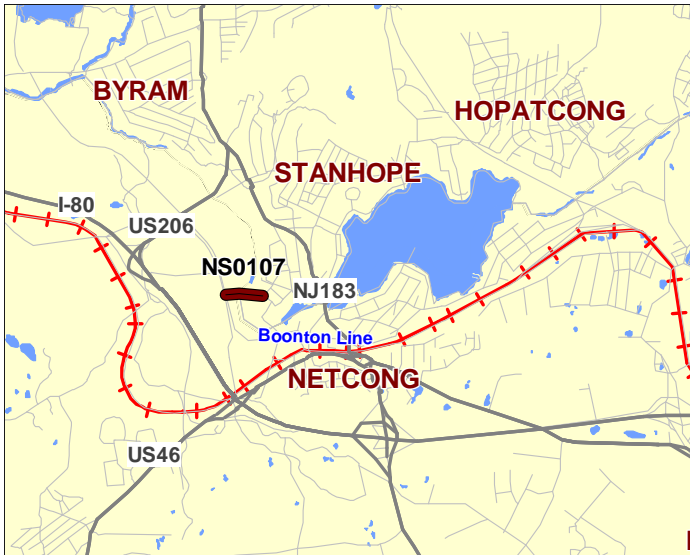 BYRAM
HOPATCONG
STANHOPE
I-80
US206
NS0107
NJ183
Boonton Line
NETCONG
US46